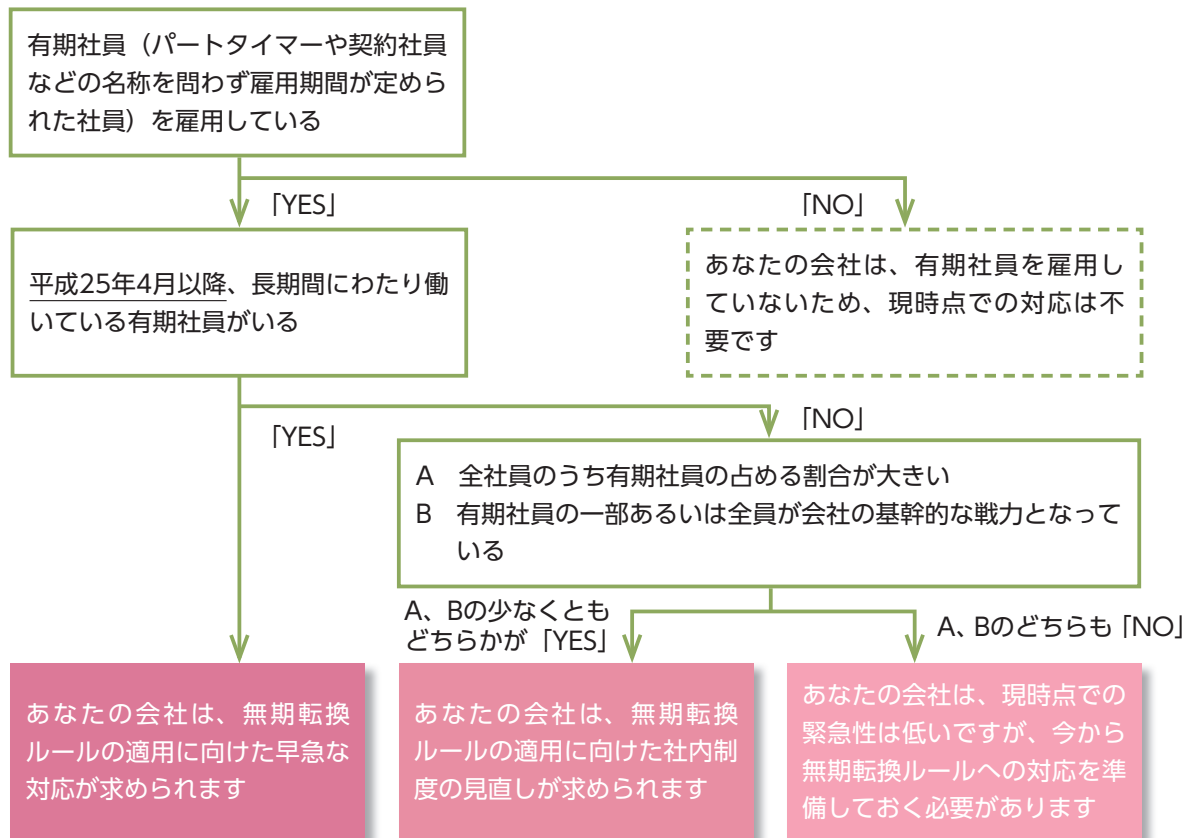 有期社員（パートタイマーや契約社員
などの名称を問わず雇用期間が定めら
れた社員）を雇用している
「YES」
「NO」
平成25年4月以降、長期間にわたり働
いている有期社員がいる
あなたの会社は、有期社員を雇用し
ていないため、現時点での対応は不
要です
「YES」
「NO」
A　全社員のうち有期社員の占める割合が大きい
B　有期社員の一部あるいは全員が会社の基幹的な戦力となって
いる
A、Bの少なくとも
どちらかが「YES」
A、Bのどちらも「NO」
あなたの会社は、無期転換
ルールの適用に向けた早急な
対応が求められます
あなたの会社は、無期転換
ルールの適用に向けた社内制
度の見直しが求められます
あなたの会社は、現時点での
緊急性は低いですが、今から
無期転換ルールへの対応を準
備しておく必要があります